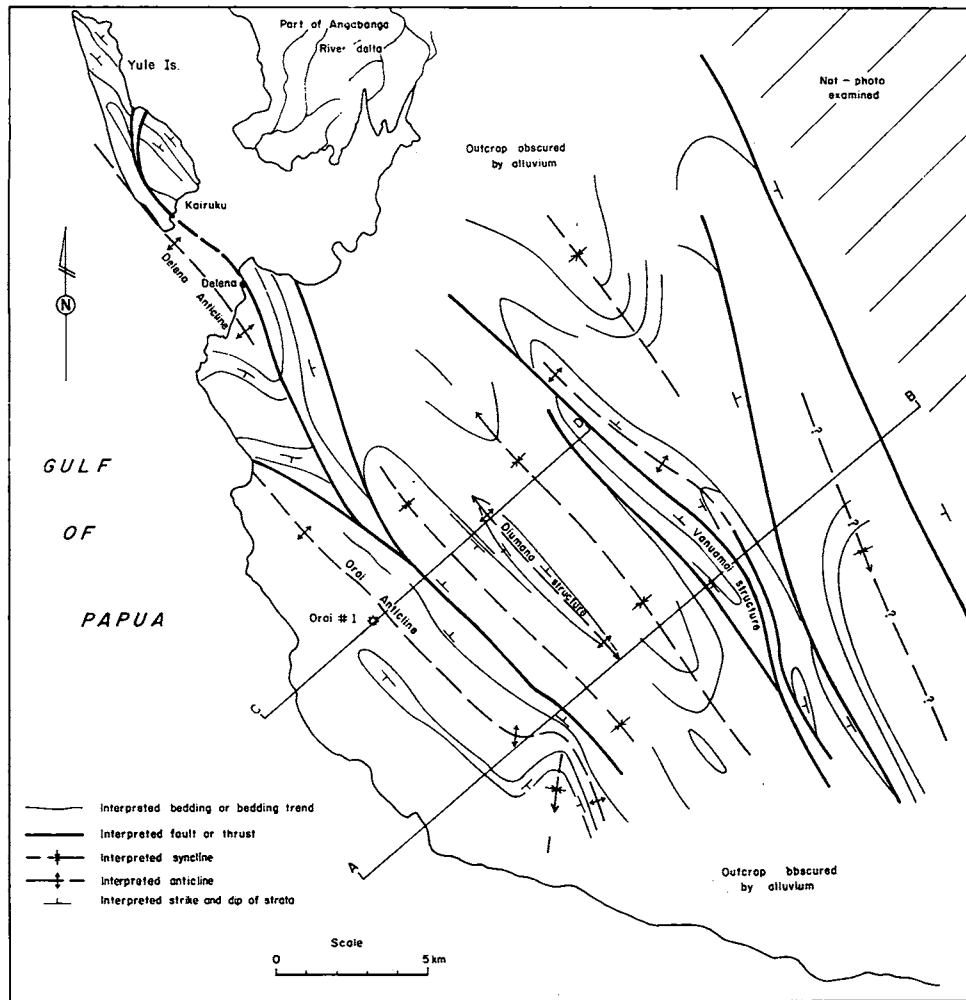 Part of Angabanga
River delta
Yule Is.
Not - photo
examined
Outcrop obscured
by alluvium
Kairuku
N
Delena Anticline
Delena
B
D
GULF
OF
PAPUA
Diumana structure
Vanuamai structure
Oroi Anticline
Oroi # 1
?
?
?
?
?
C
A
Interpreted bedding or bedding trend
Interpreted fault or thrust
Interpreted syncline
Interpreted anticline
Interpreted strike and dip of strata
Outcrop obscured
by alluvium
Scale
0 5 km